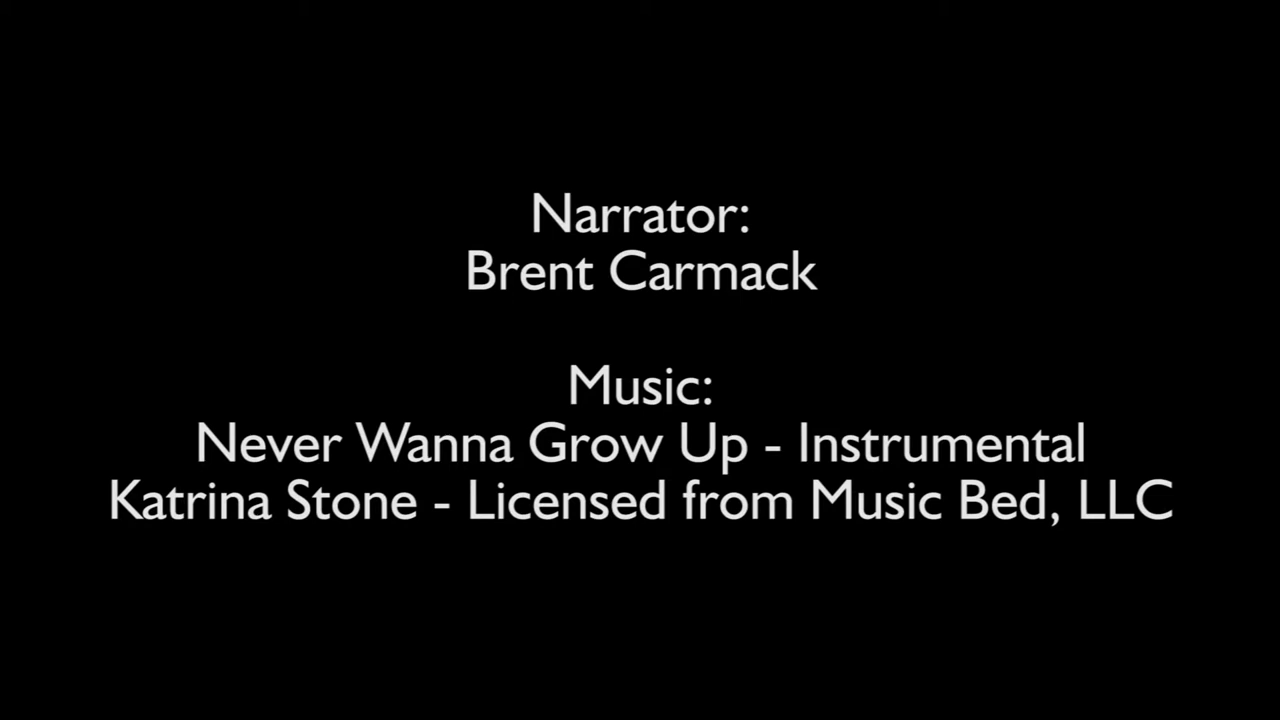 Narrator:
Brent Carmack
Music:
Never Wanna Grow Up - Instrumental
Katrina Stone - Licensed from Music Bed, LLC